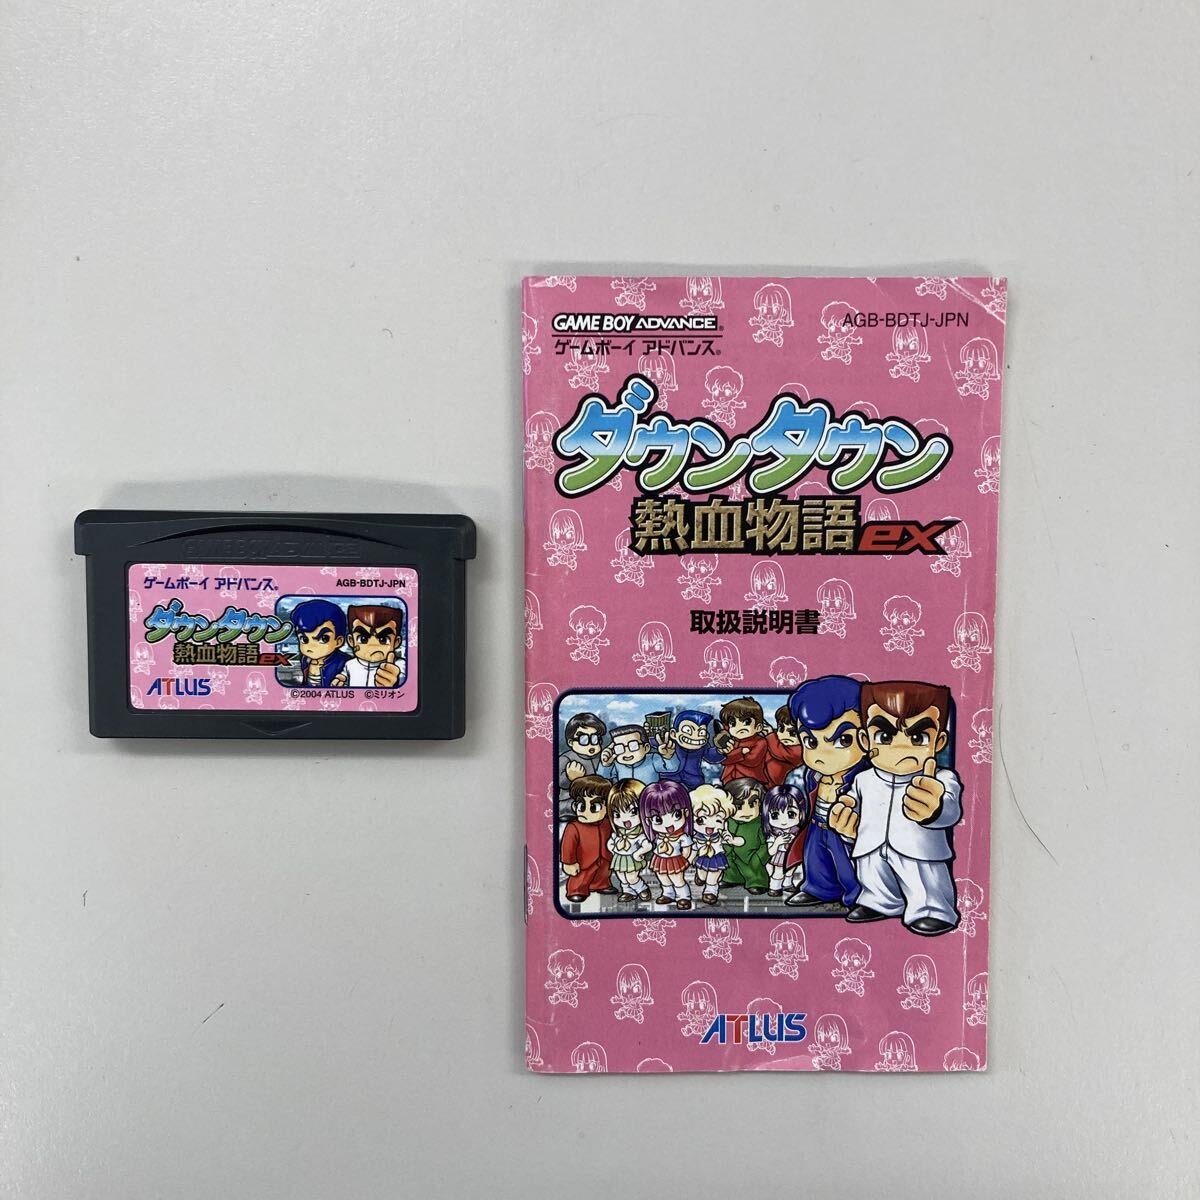 GAME BOY ADVANCE
ゲームボーイ アドバンス®
AGB-BDTJ-JPN
ダウンタウン
熱血物語ex
ATLUS
©2004 ATLUS ©ミリオン
GAME BOY ADVANCE®
ゲームボーイ アドバンス®
AGB-BDTJ-JPN
ダウンタウン
熱血物語ex
取扱説明書
ATLUS